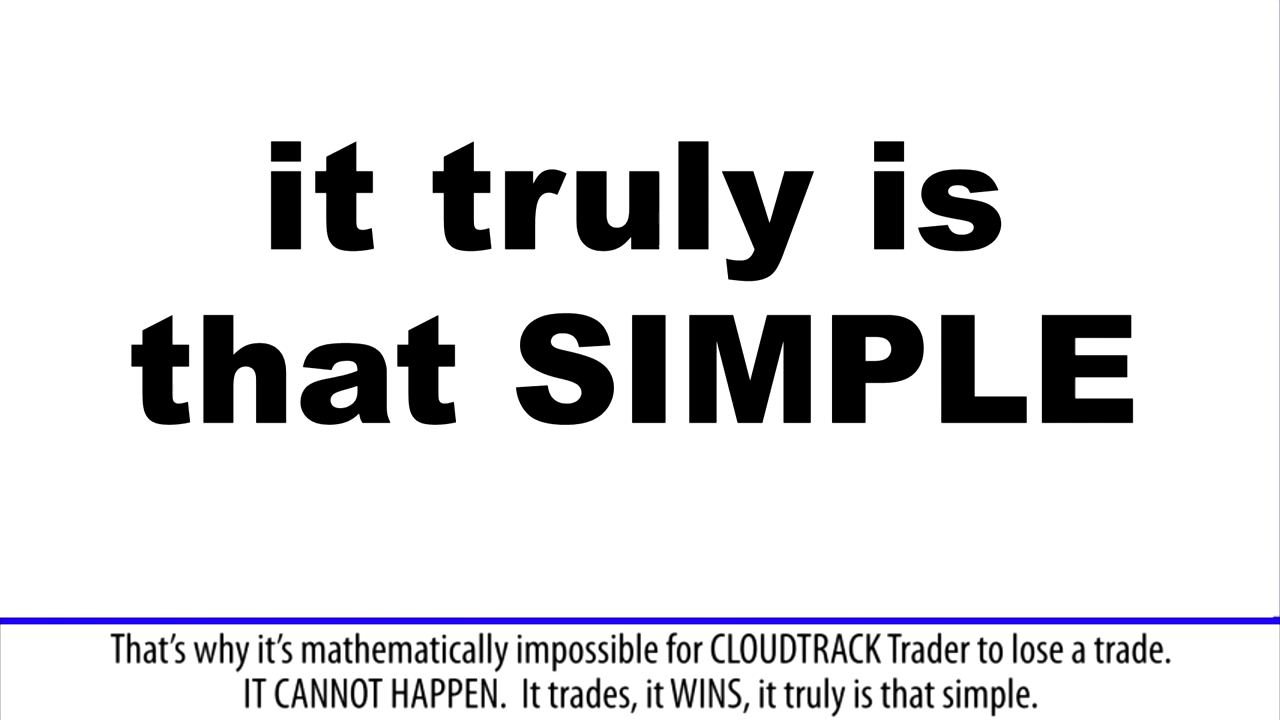 it truly is
that SIMPLE
That's why it's mathematically impossible for CLOUDTRACK Trader to lose a trade.
IT CANNOT HAPPEN.  It trades, it WINS, it truly is that simple.